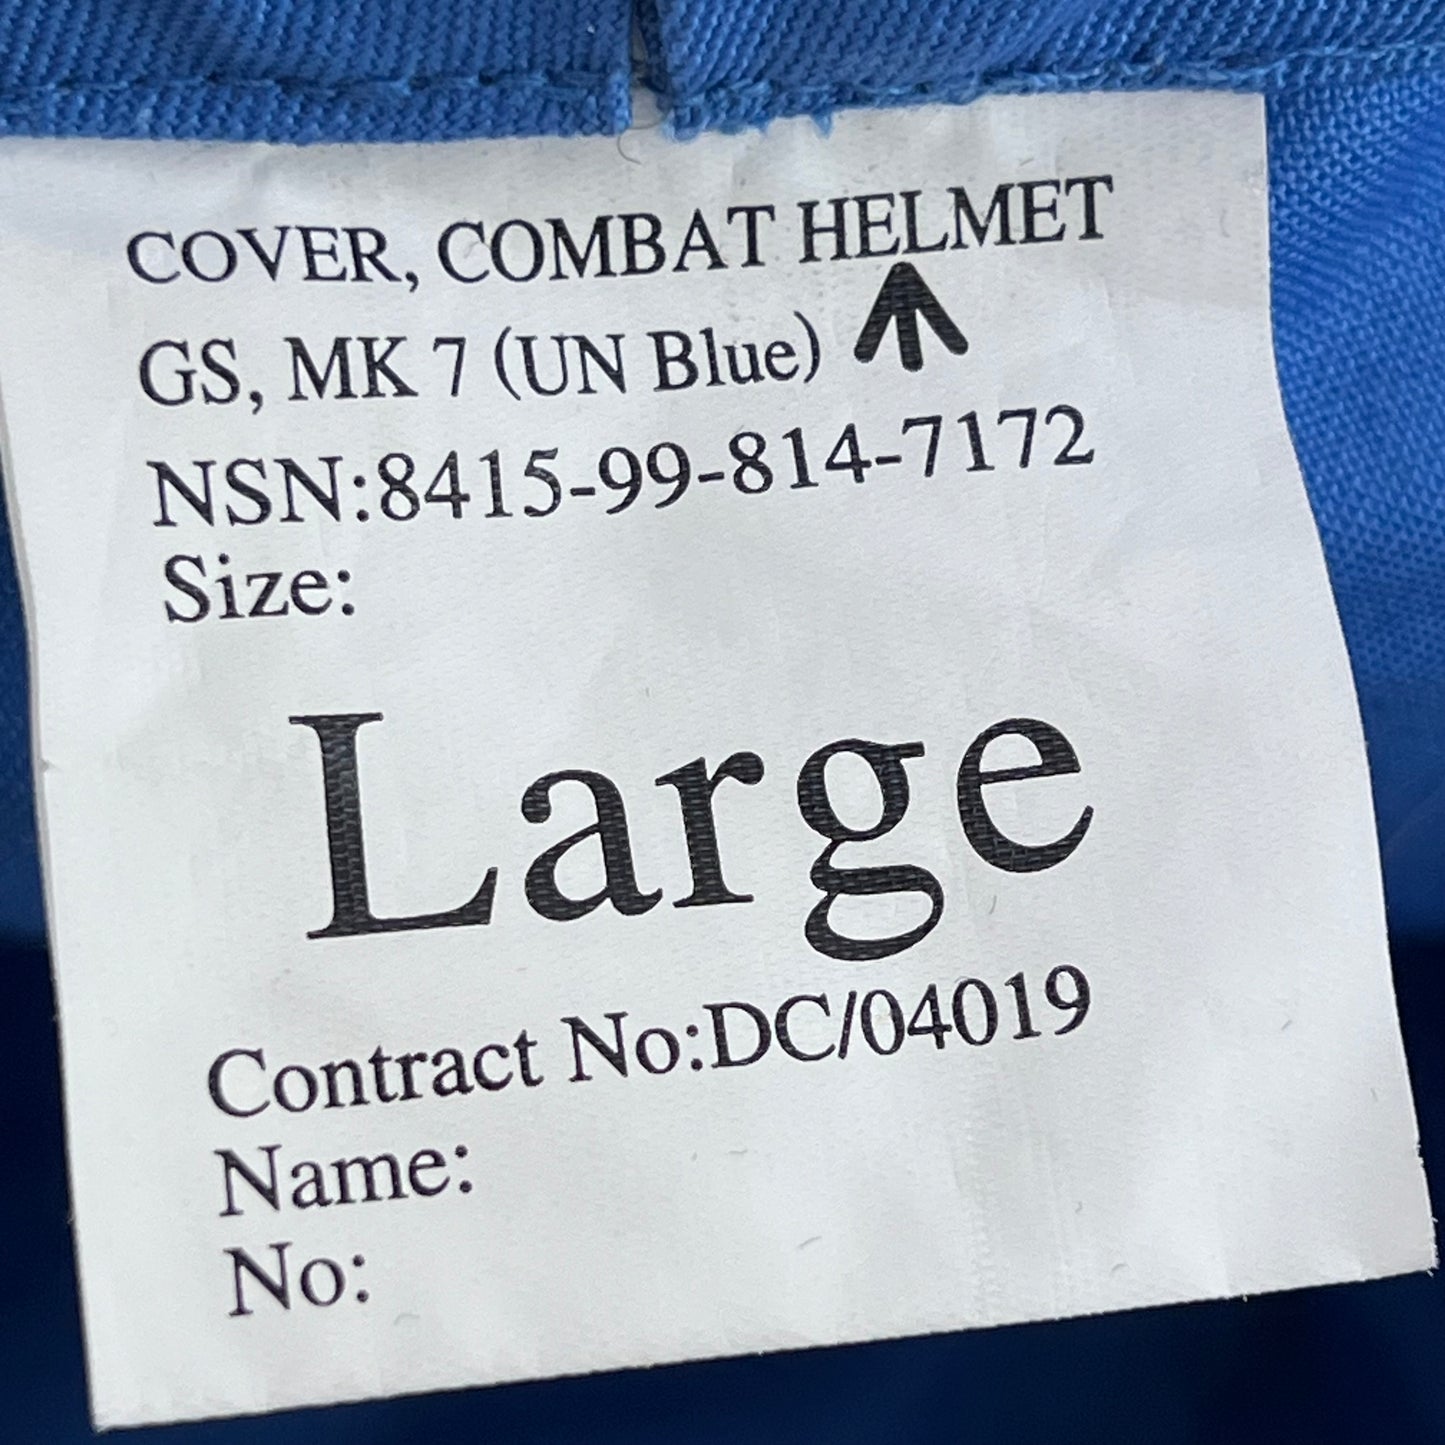 COVER, COMBAT HELMET
GS, MK 7 (UN Blue)
NSN:8415-99-814-7172
Size:
Large
Contract No:DC/04019
Name:
No: